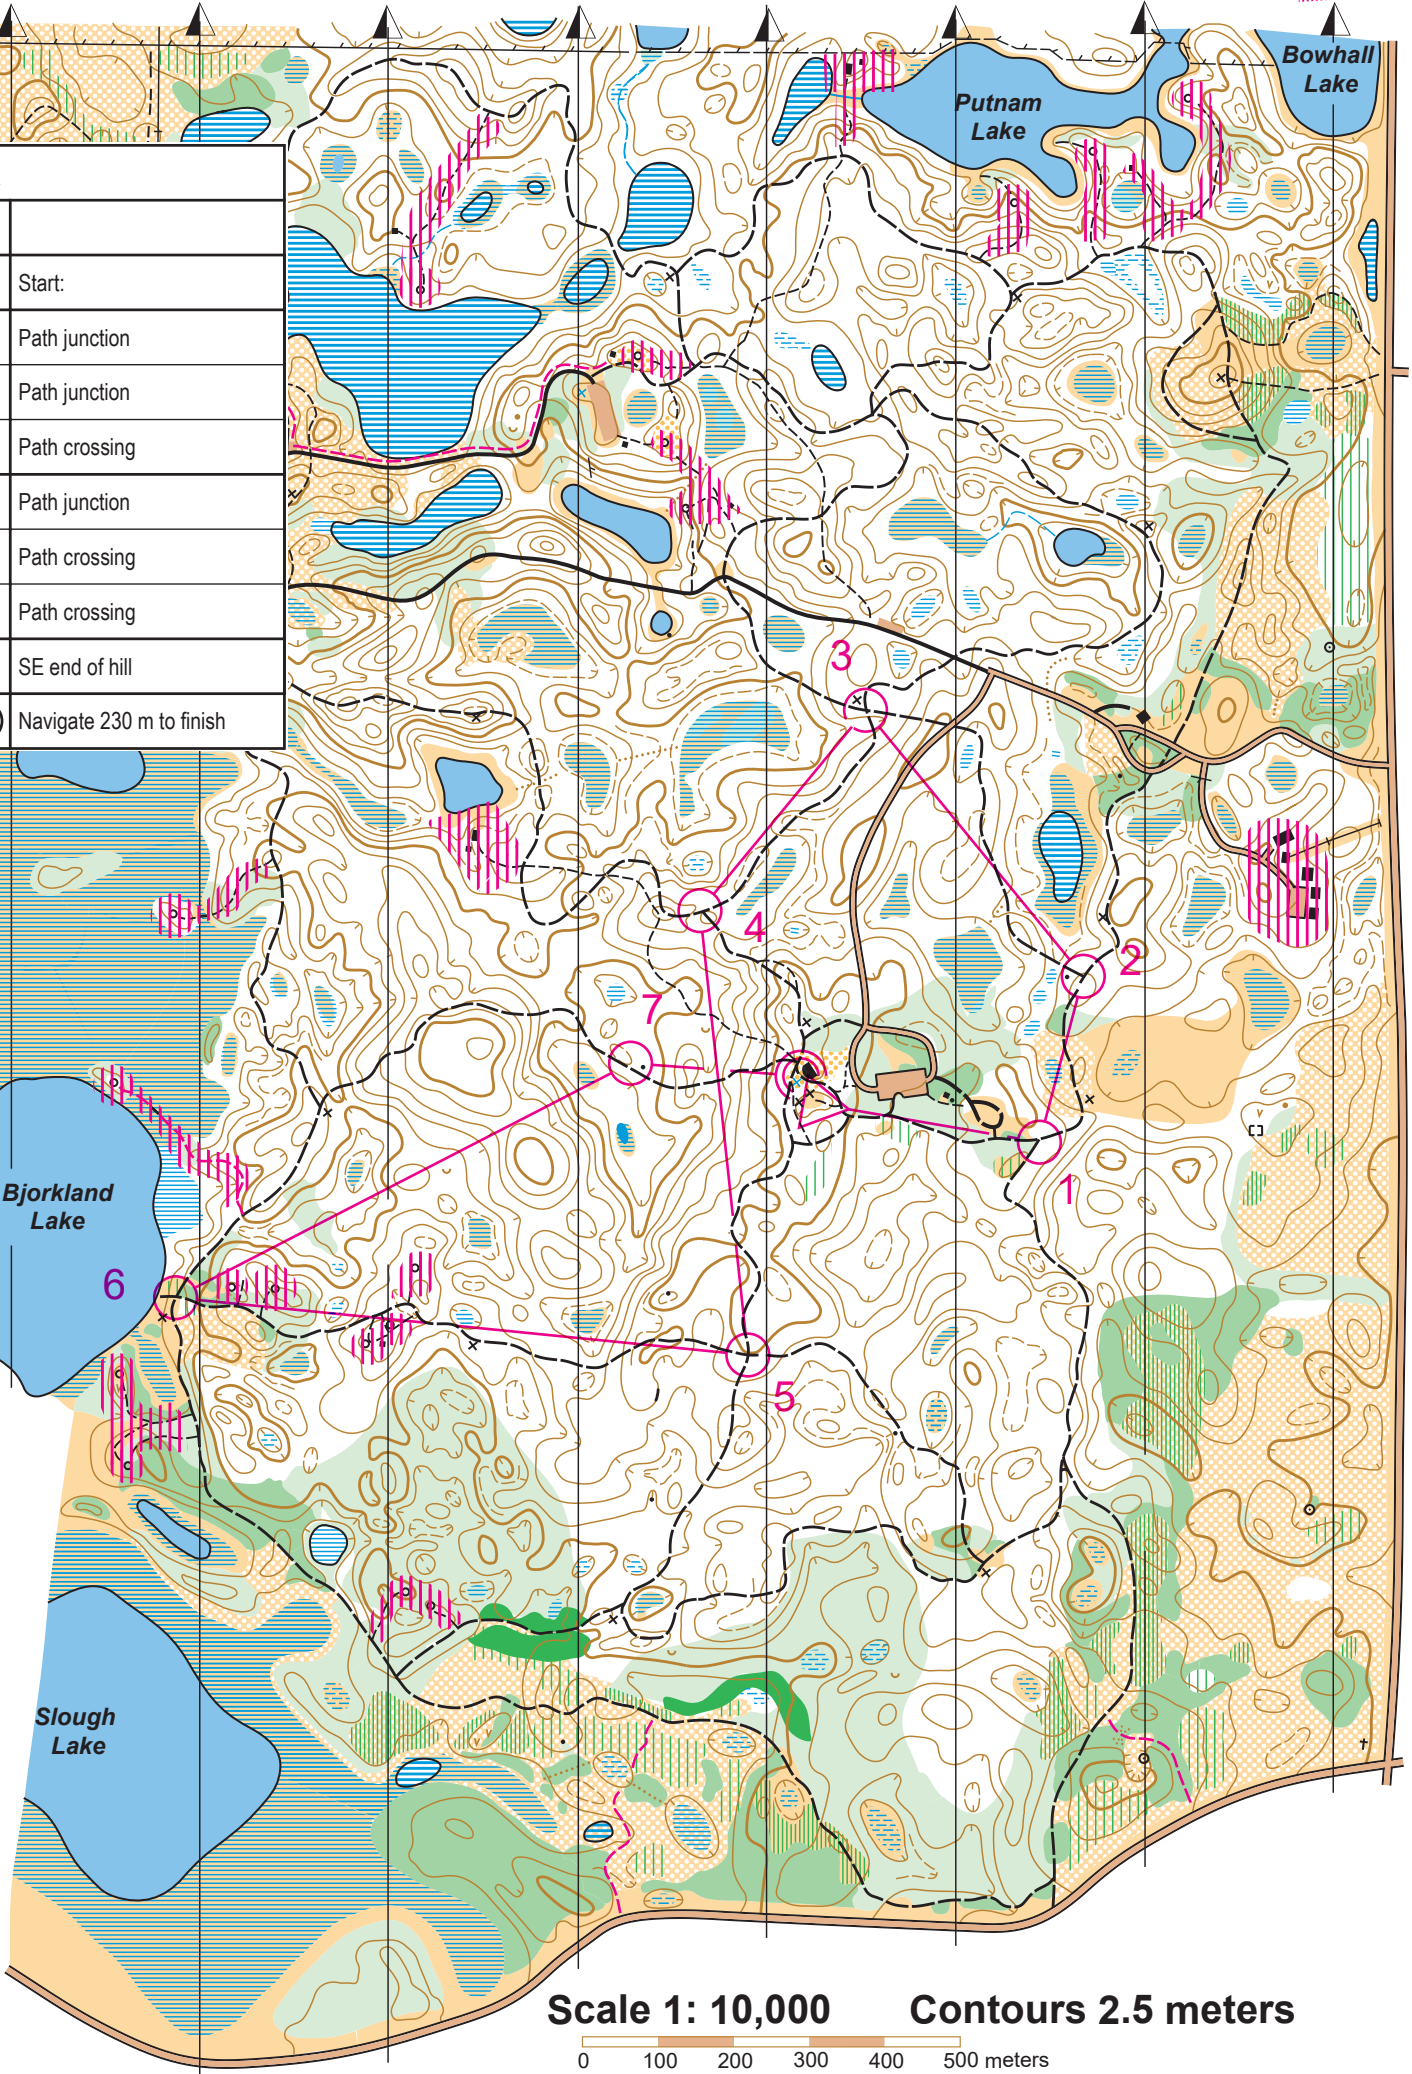 Bowhall
Lake
Putnam
Lake
Start:
Path junction
Path junction
Path crossing
Path junction
Path crossing
Path crossing
SE end of hill
Navigate 230 m to finish
3
4
2
7
1
Bjorkland
Lake
6
5
Slough
Lake
Scale 1: 10,000 Contours 2.5 meters
0 100 200 300 400 500 meters